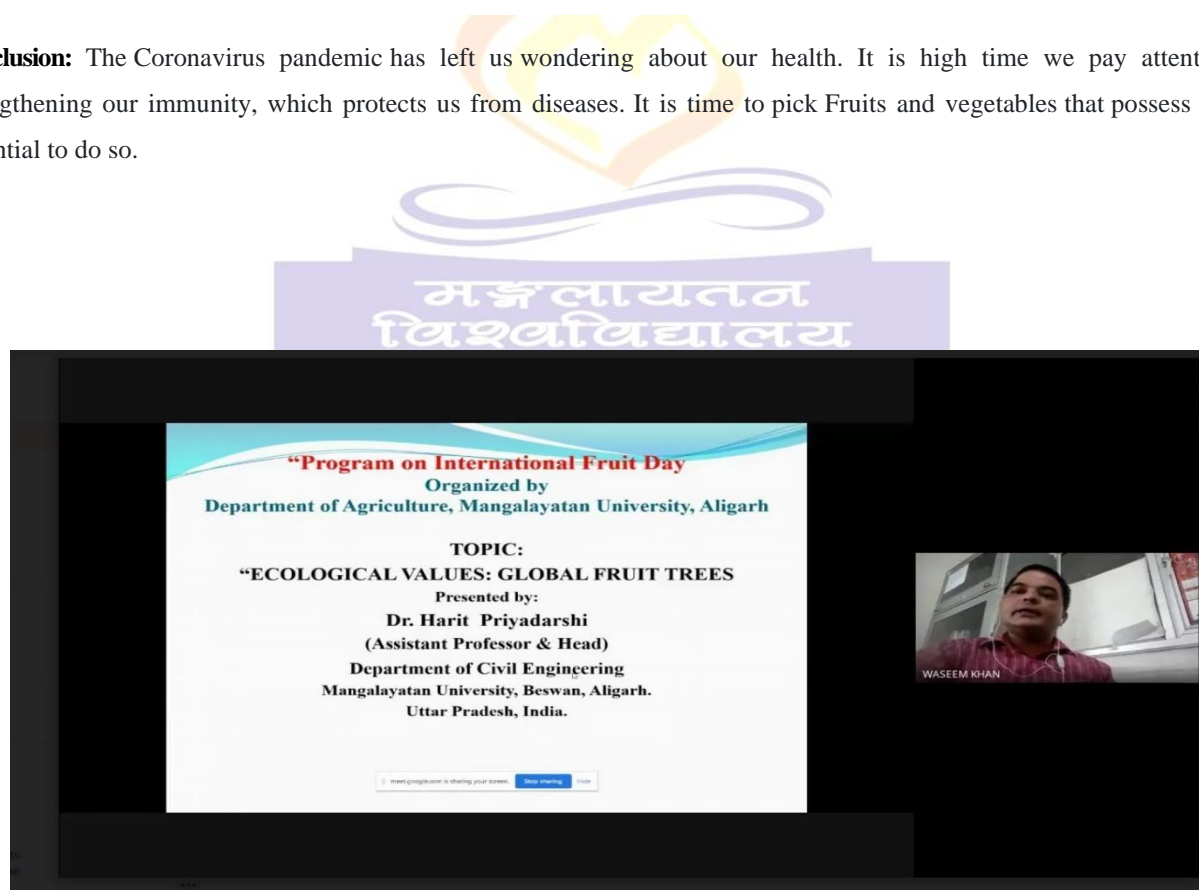 clusion: The Coronavirus pandemic has left us wondering about our health. It is high time we pay attent
gthening our immunity, which protects us from diseases. It is time to pick Fruits and vegetables that possess
ntial to do so.
मङ्गलायतन
विश्वविद्यालय
“Program on International Fruit Day
Organized by
Department of Agriculture, Mangalayatan University, Aligarh
TOPIC:
“ECOLOGICAL VALUES: GLOBAL FRUIT TREES
Presented by:
Dr. Harit Priyadarshi
(Assistant Professor & Head)
Department of Civil Engineering
Mangalayatan University, Beswan, Aligarh.
Uttar Pradesh, India.
meet.google.com is sharing your screen. Stop sharing Hide
WASEEM KHAN